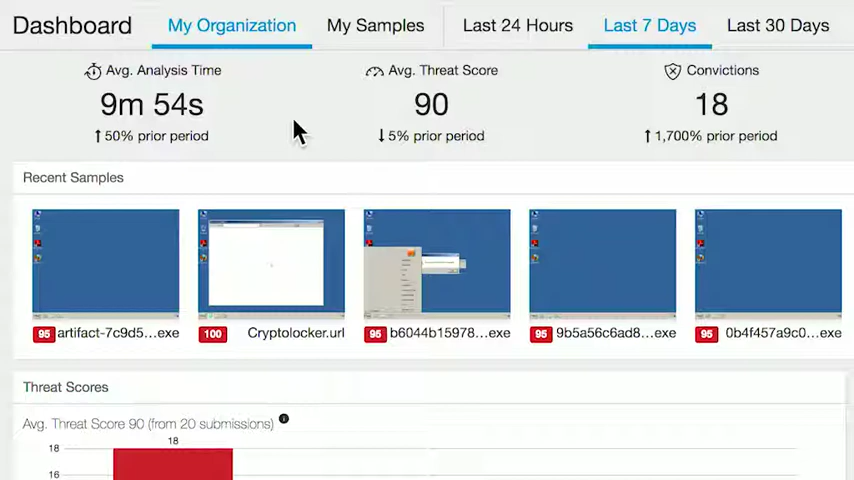 Dashboard My Organization My Samples Last 24 Hours Last 7 Days Last 30 Days
Avg. Analysis Time Avg. Threat Score Convictions
9m 54s 90 18
50% prior period 5% prior period 1,700% prior period
Recent Samples
95 artifact-7c9d5...exe 100 Cryptolocker.url 95 b6044b15978...exe 95 9b5a56c6ad8...exe 95 0b4f457a9c0...exe
Threat Scores
Avg. Threat Score 90 (from 20 submissions)
18
18
16